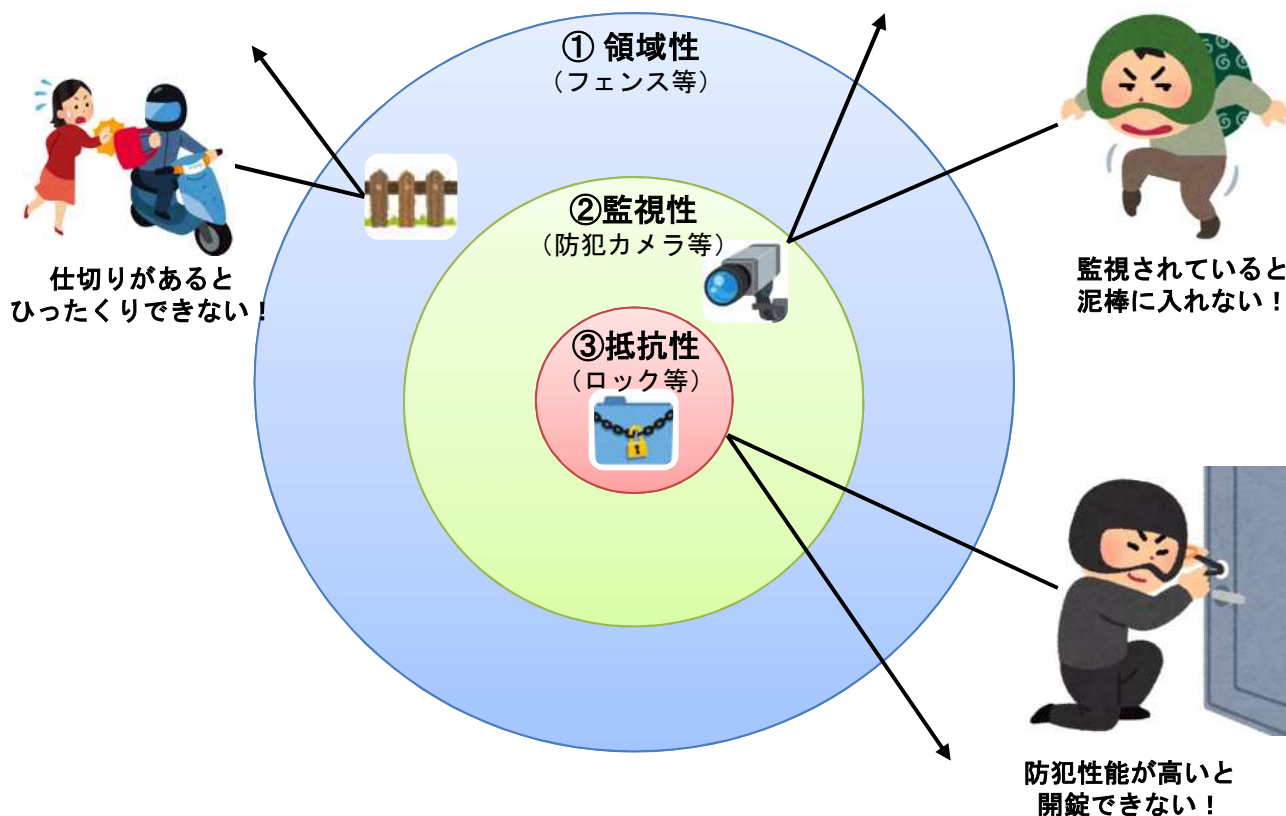 ① 領域性
（フェンス等）
②監視性
（防犯カメラ等）
③抵抗性
（ロック等）
仕切りがあると
ひったくりできない！
監視されていると
泥棒に入れない！
防犯性能が高いと
開錠できない！